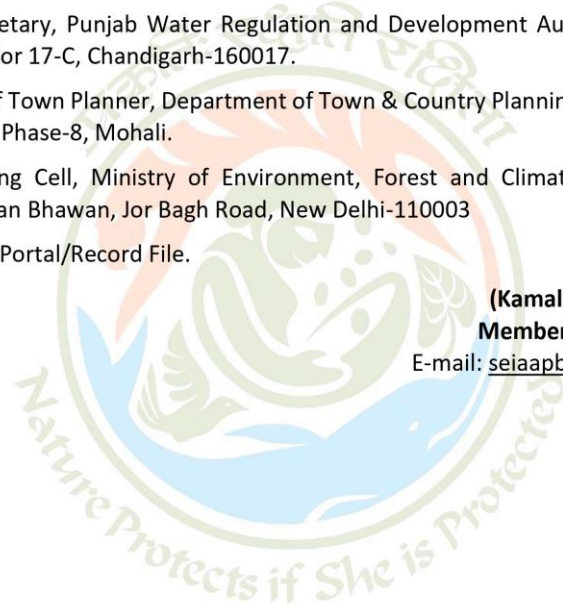 etary, Punjab Water Regulation and Development Au
or 17-C, Chandigarh-160017.
f Town Planner, Department of Town & Country Plannin
Phase-8, Mohali.
ng Cell, Ministry of Environment, Forest and Climat
an Bhawan, Jor Bagh Road, New Delhi-110003
Portal/Record File.
(Kamal
Member
E-mail: seiaapb
Nature Protects if She is Protected